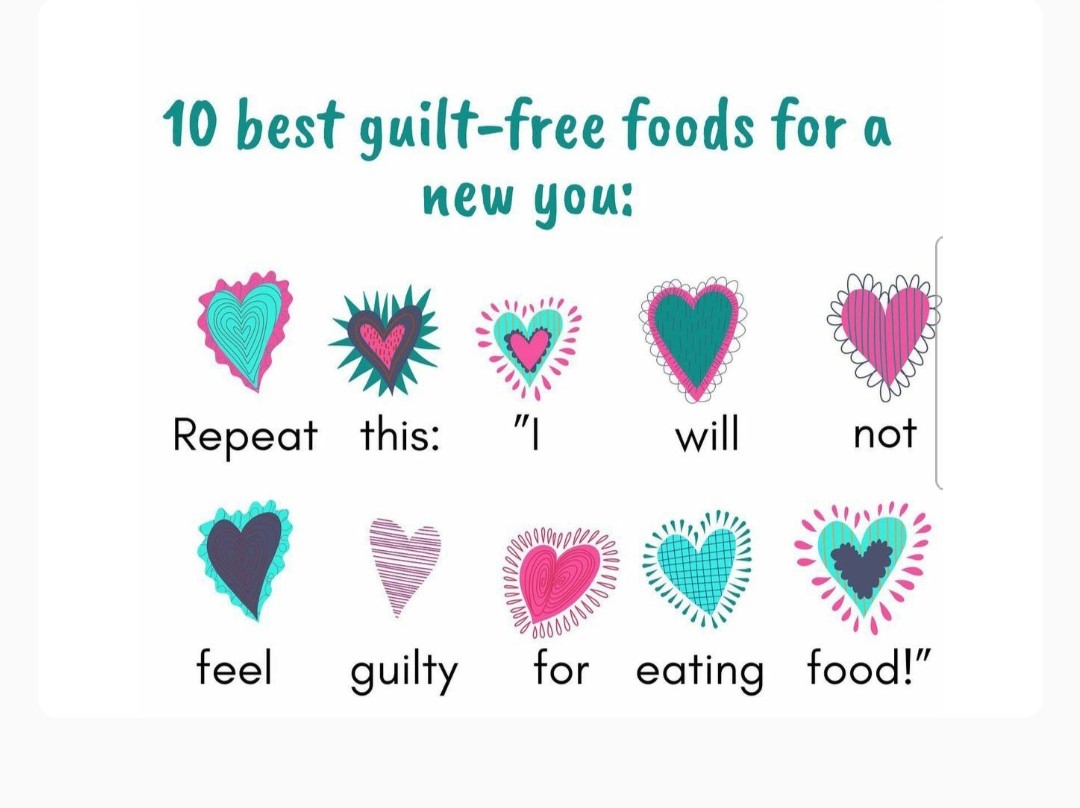 10 best guilt-free foods for a
new you:
Repeat this: "I will not
feel guilty for eating food!"